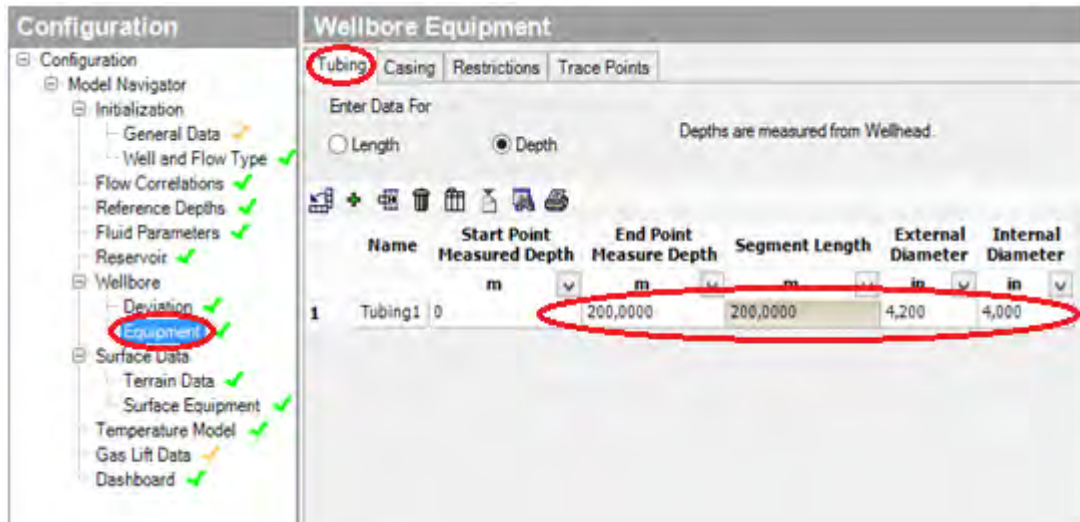 Configuration
Configuration
Model Navigator
Initialization
General Data
Well and Flow Type
Flow Correlations
Reference Depths
Fluid Parameters
Reservoir
Wellbore
Deviation
Equipment
Surface Data
Terrain Data
Surface Equipment
Temperature Model
Gas Lift Data
Dashboard
Wellbore Equipment
Tubing Casing Restrictions Trace Points
Enter Data For
Length Depth Depths are measured from Wellhead.
Name Start Point Measured Depth End Point Measure Depth Segment Length External Diameter Internal Diameter
m m m in in
1 Tubing1 0 200,0000 200,0000 4,200 4,000